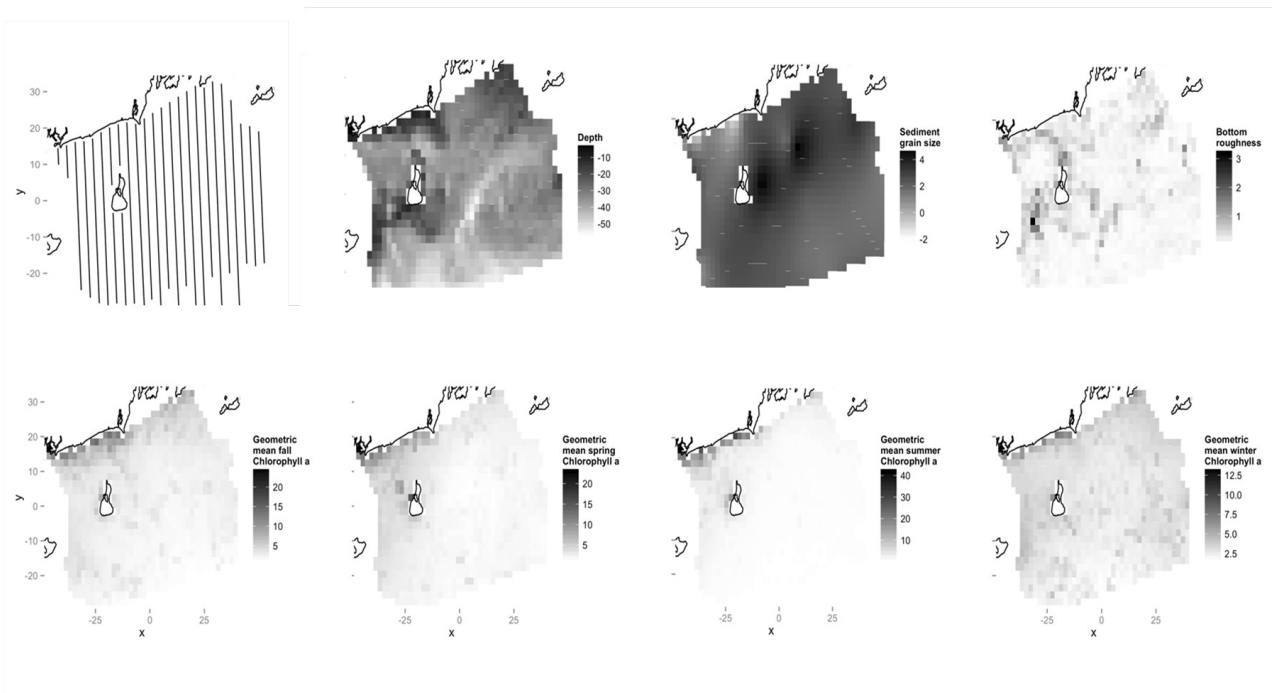 30
20
10
0
-10
-20
y
Depth
-10
-20
-30
-40
-50
Sediment
grain size
4
2
0
-2
Bottom
roughness
3
2
1
30
20
10
0
-10
-20
y
-25 0 25
x
Geometric
mean fall
Chlorophyll a
20
15
10
5
-25 0 25
x
Geometric
mean spring
Chlorophyll a
20
15
10
5
-25 0 25
x
Geometric
mean summer
Chlorophyll a
40
30
20
10
-25 0 25
x
Geometric
mean winter
Chlorophyll a
12.5
10.0
7.5
5.0
2.5